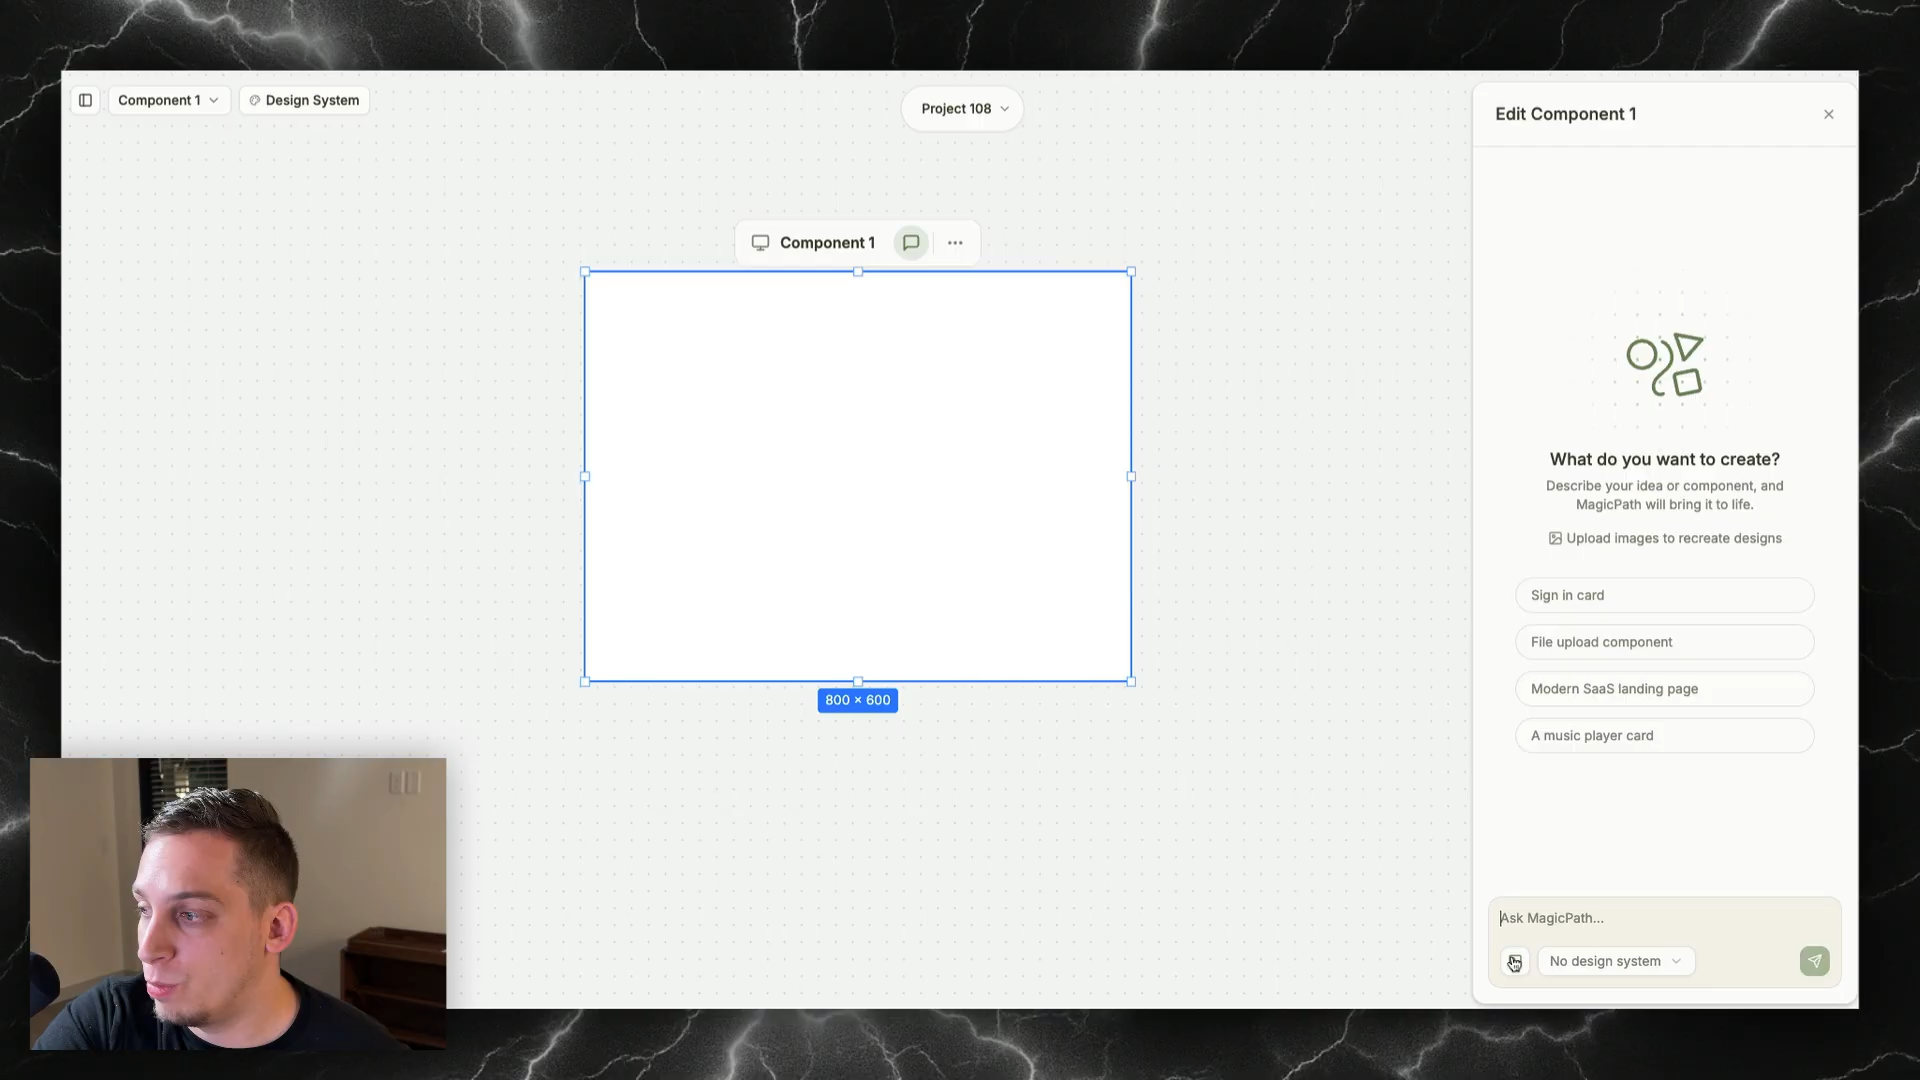 Component 1
Design System
Project 108
Edit Component 1
Component 1
What do you want to create?
Describe your idea or component, and
MagicPath will bring it to life.
Upload images to recreate designs
Sign in card
File upload component
Modern SaaS landing page
A music player card
800 × 600
Ask MagicPath...
No design system